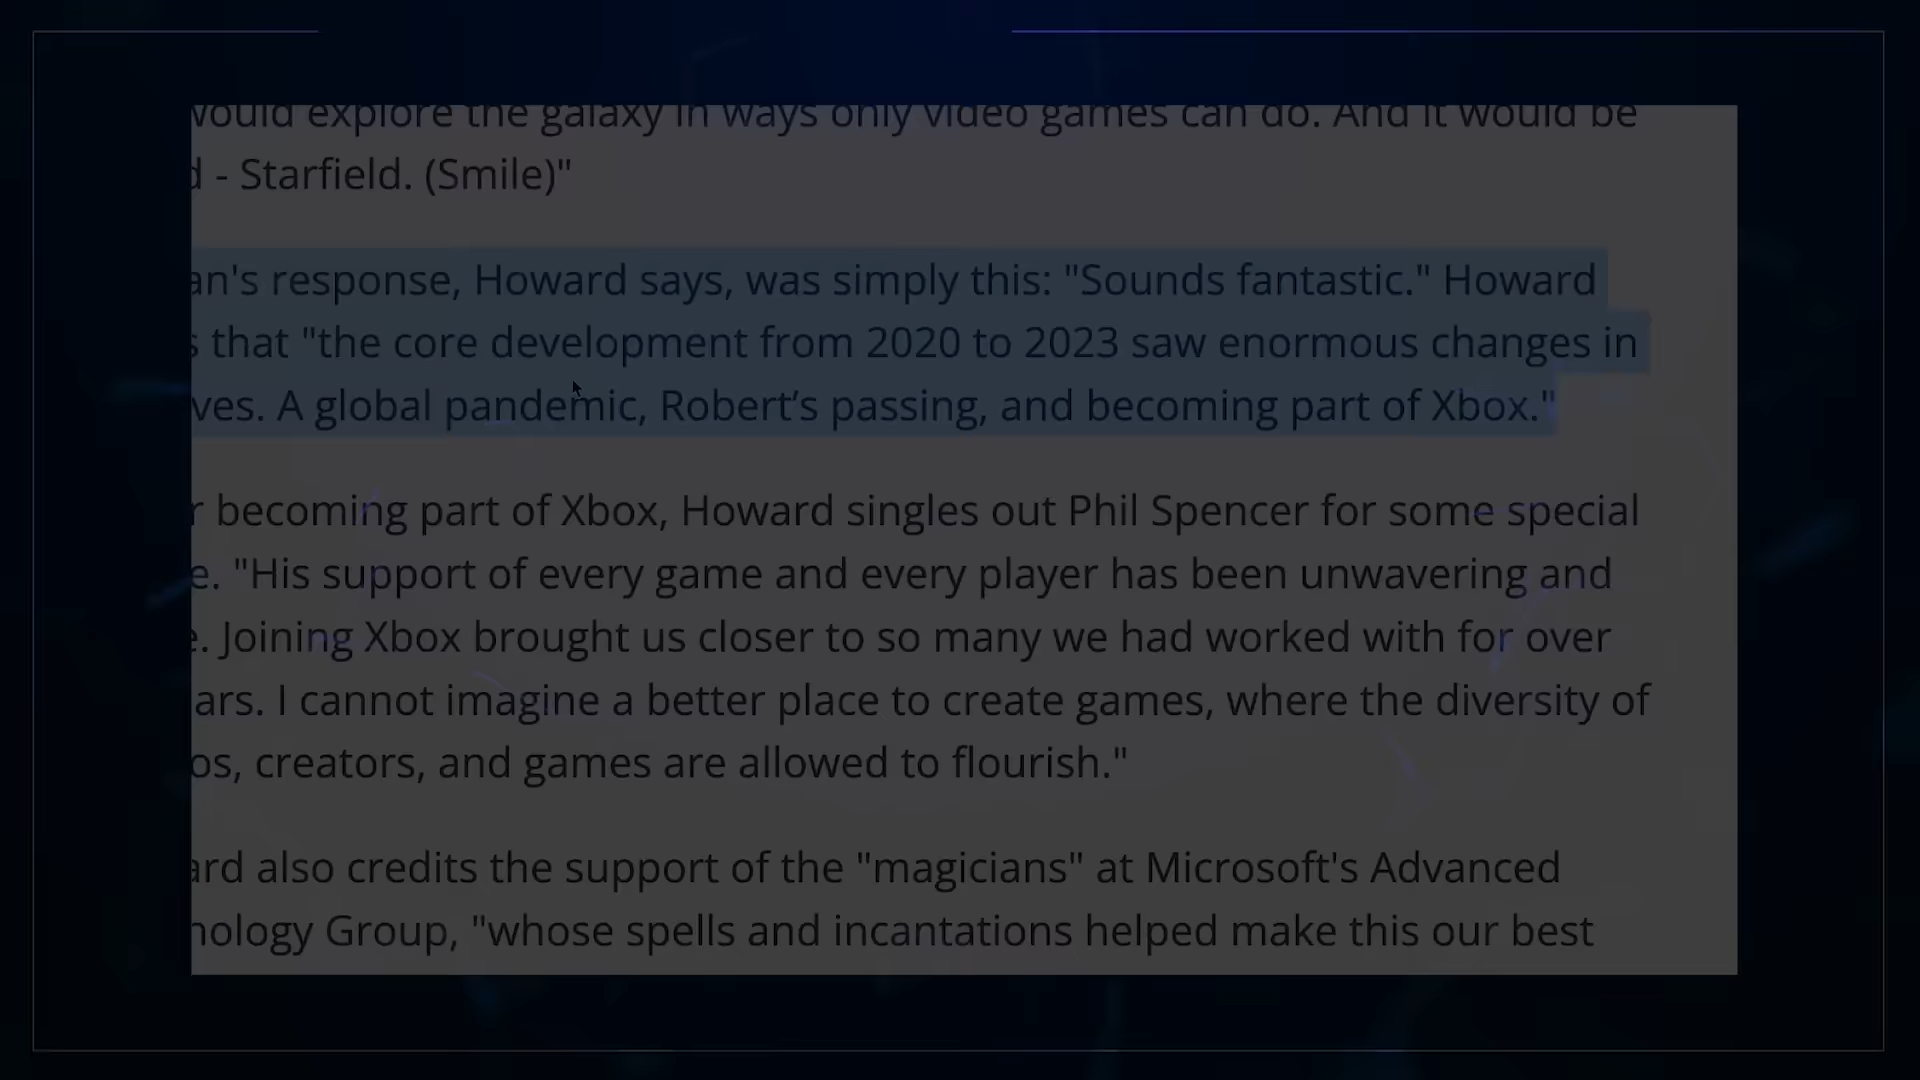 would explore the galaxy in ways only video games can do. And it would be
d - Starfield. (Smile)"
an's response, Howard says, was simply this: "Sounds fantastic." Howard
s that "the core development from 2020 to 2023 saw enormous changes in
ves. A global pandemic, Robert’s passing, and becoming part of Xbox."
r becoming part of Xbox, Howard singles out Phil Spencer for some special
e. "His support of every game and every player has been unwavering and
e. Joining Xbox brought us closer to so many we had worked with for over
ars. I cannot imagine a better place to create games, where the diversity of
os, creators, and games are allowed to flourish."
ard also credits the support of the "magicians" at Microsoft's Advanced
nology Group, "whose spells and incantations helped make this our best